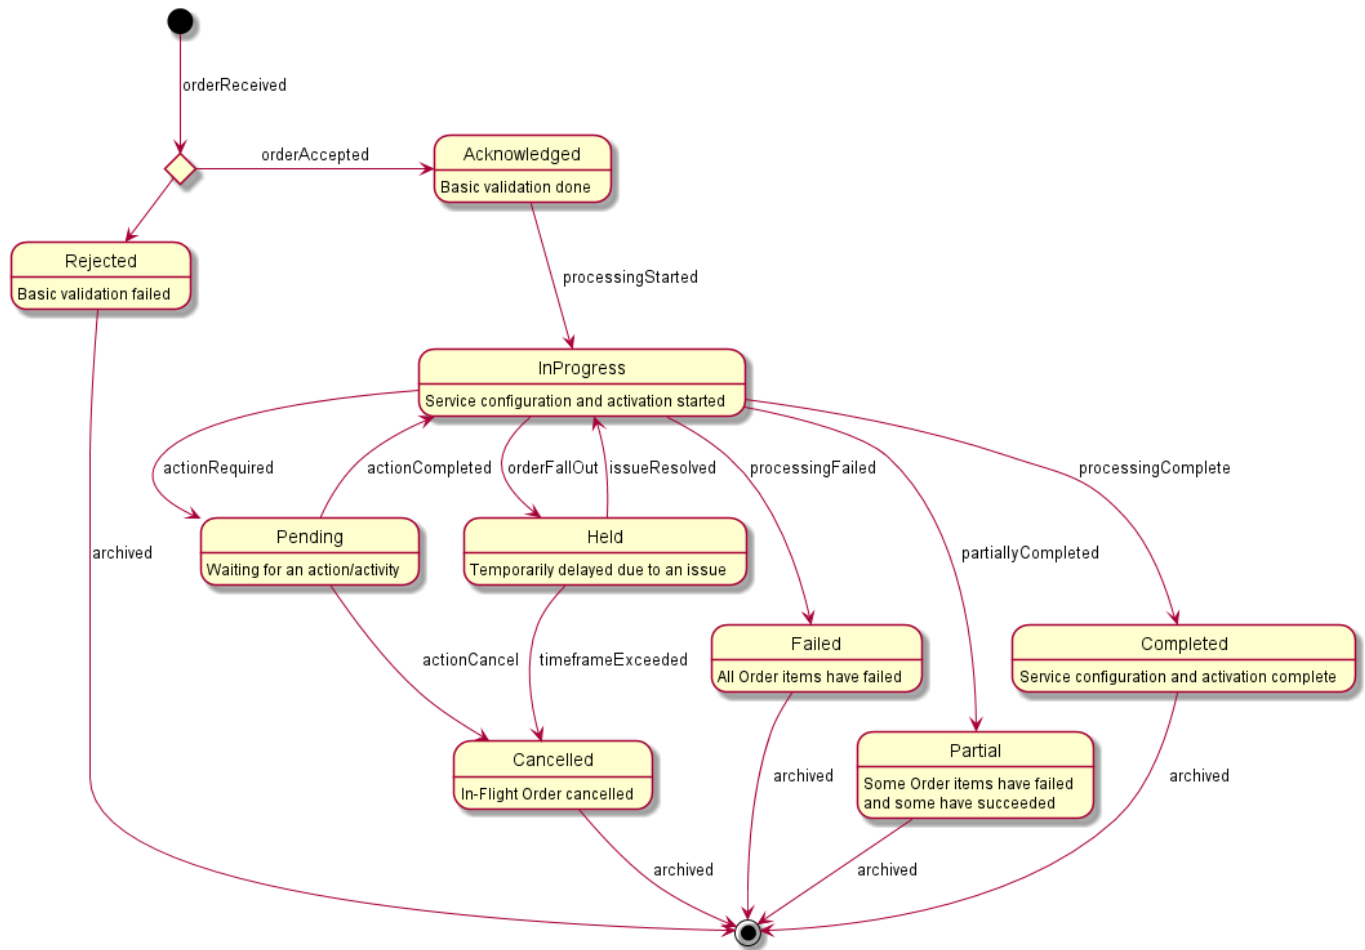 orderReceived
orderAccepted
Acknowledged
Basic validation done
Rejected
Basic validation failed
processingStarted
InProgress
Service configuration and activation started
actionRequired
actionCompleted
orderFallOut
issueResolved
processingFailed
processingComplete
Pending
Waiting for an action/activity
Held
Temporarily delayed due to an issue
archived
partiallyCompleted
actionCancel
timeframeExceeded
Failed
All Order items have failed
Completed
Service configuration and activation complete
Cancelled
In-Flight Order cancelled
Partial
Some Order items have failed
and some have succeeded
archived
archived
archived
archived